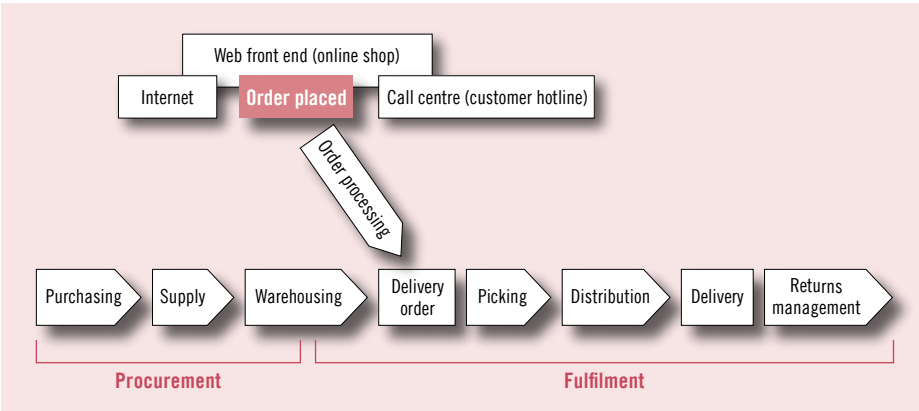 Web front end (online shop)
Internet
Order placed
Call centre (customer hotline)
Order processing
Purchasing
Supply
Warehousing
Delivery
order
Picking
Distribution
Delivery
Returns
management
Procurement
Fulfilment